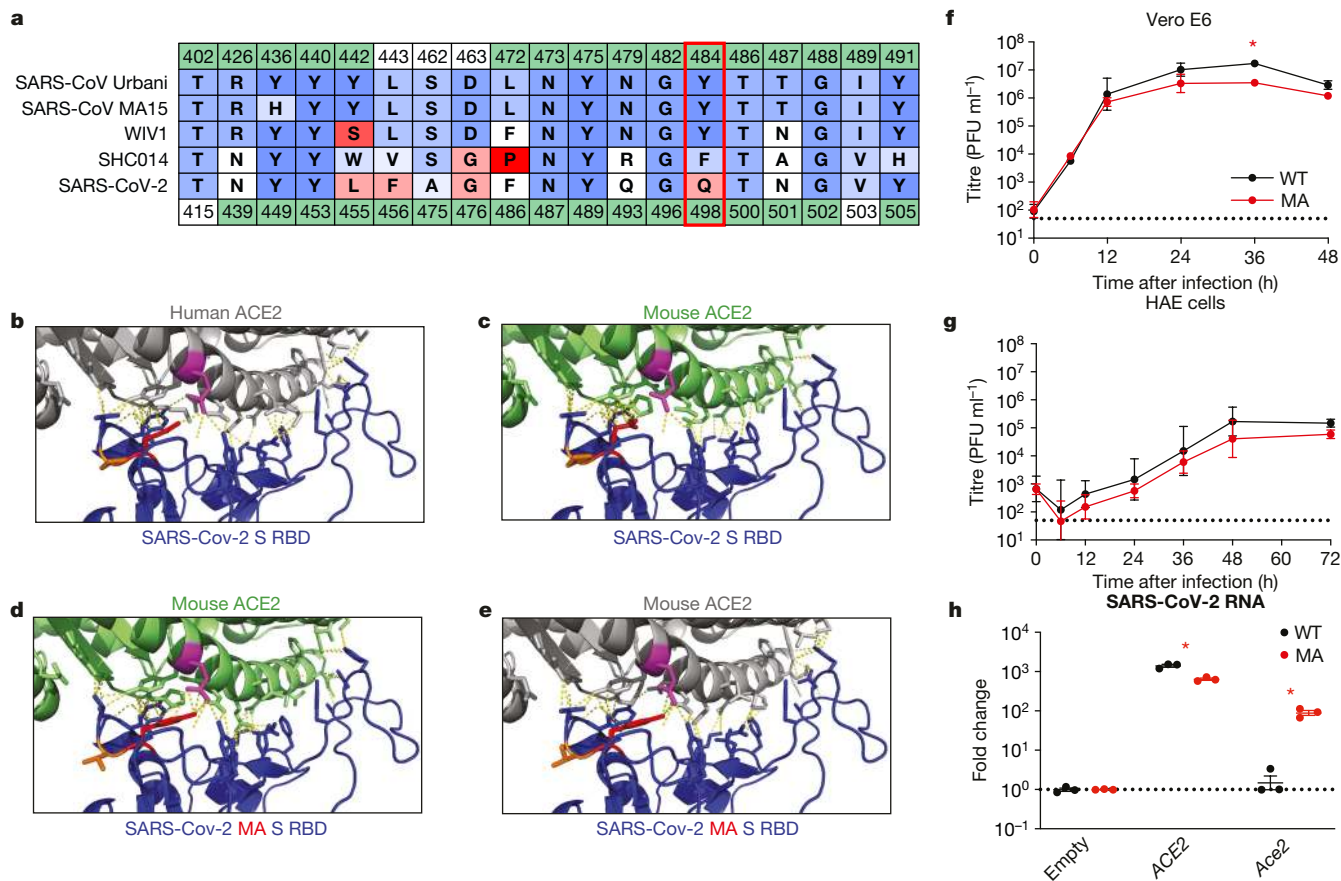 a
402 426 436 440 442 443 462 463 472 473 475 479 482 484 486 487 488 489 491
SARS-CoV Urbani T R Y Y Y L S D L N Y N G Y T T G I Y
SARS-CoV MA15 T R H Y Y L S D L N Y N G Y T T G I Y
WIV1 T R Y Y S L S D F N Y N G Y T N G I Y
SHC014 T N Y Y W V S G P N Y R G F T A G V H
SARS-CoV-2 T N Y Y L F A G F N Y Q G Q T N G V Y
415 439 449 453 455 456 475 476 486 487 489 493 496 498 500 501 502 503 505
b
Human ACE2
SARS-Cov-2 S RBD
c
Mouse ACE2
SARS-Cov-2 S RBD
d
Mouse ACE2
SARS-Cov-2 MA S RBD
e
Mouse ACE2
SARS-Cov-2 MA S RBD
f
Vero E6
*
Titre (PFU ml⁻¹)
10⁸
10⁷
10⁶
10⁵
10⁴
10³
10²
10¹
WT
MA
0 12 24 36 48
Time after infection (h)
g
HAE cells
Titre (PFU ml⁻¹)
10⁸
10⁷
10⁶
10⁵
10⁴
10³
10²
10¹
0 12 24 36 48 60 72
Time after infection (h)
h
SARS-CoV-2 RNA
WT
MA
* *
Fold change
10⁴
10³
10²
10¹
10⁰
10⁻¹
Empty ACE2 Ace2